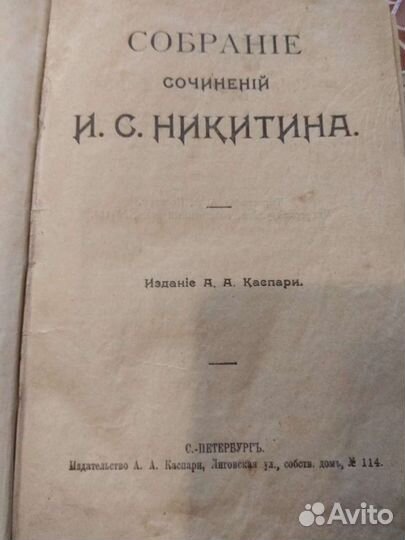 СОБРАНІЕ
СОЧИНЕНІЙ
И. С. НИКИТИНА.
Изданіе А. А. Каспари.
С.-ПЕТЕРБУРГЪ.
Издательство А. А. Каспари, Лиговская ул., собств. домъ, № 114.
Avito